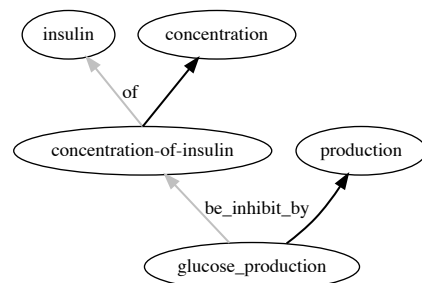 insulin concentration
of
concentration-of-insulin production
be_inhibit_by
glucose_production